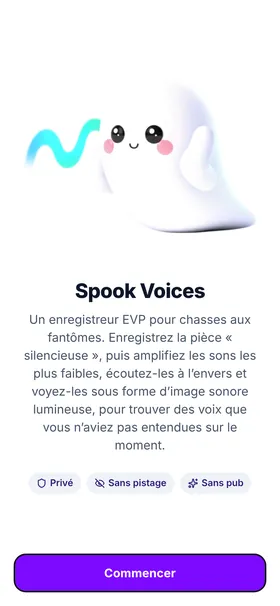 Spook Voices
Un enregistreur EVP pour chasses aux
fantômes. Enregistrez la pièce «
silencieuse », puis amplifiez les sons les
plus faibles, écoutez-les à l’envers et
voyez-les sous forme d’image sonore
lumineuse, pour trouver des voix que
vous n’aviez pas entendues sur le
moment.
Privé
Sans pistage
Sans pub
Commencer